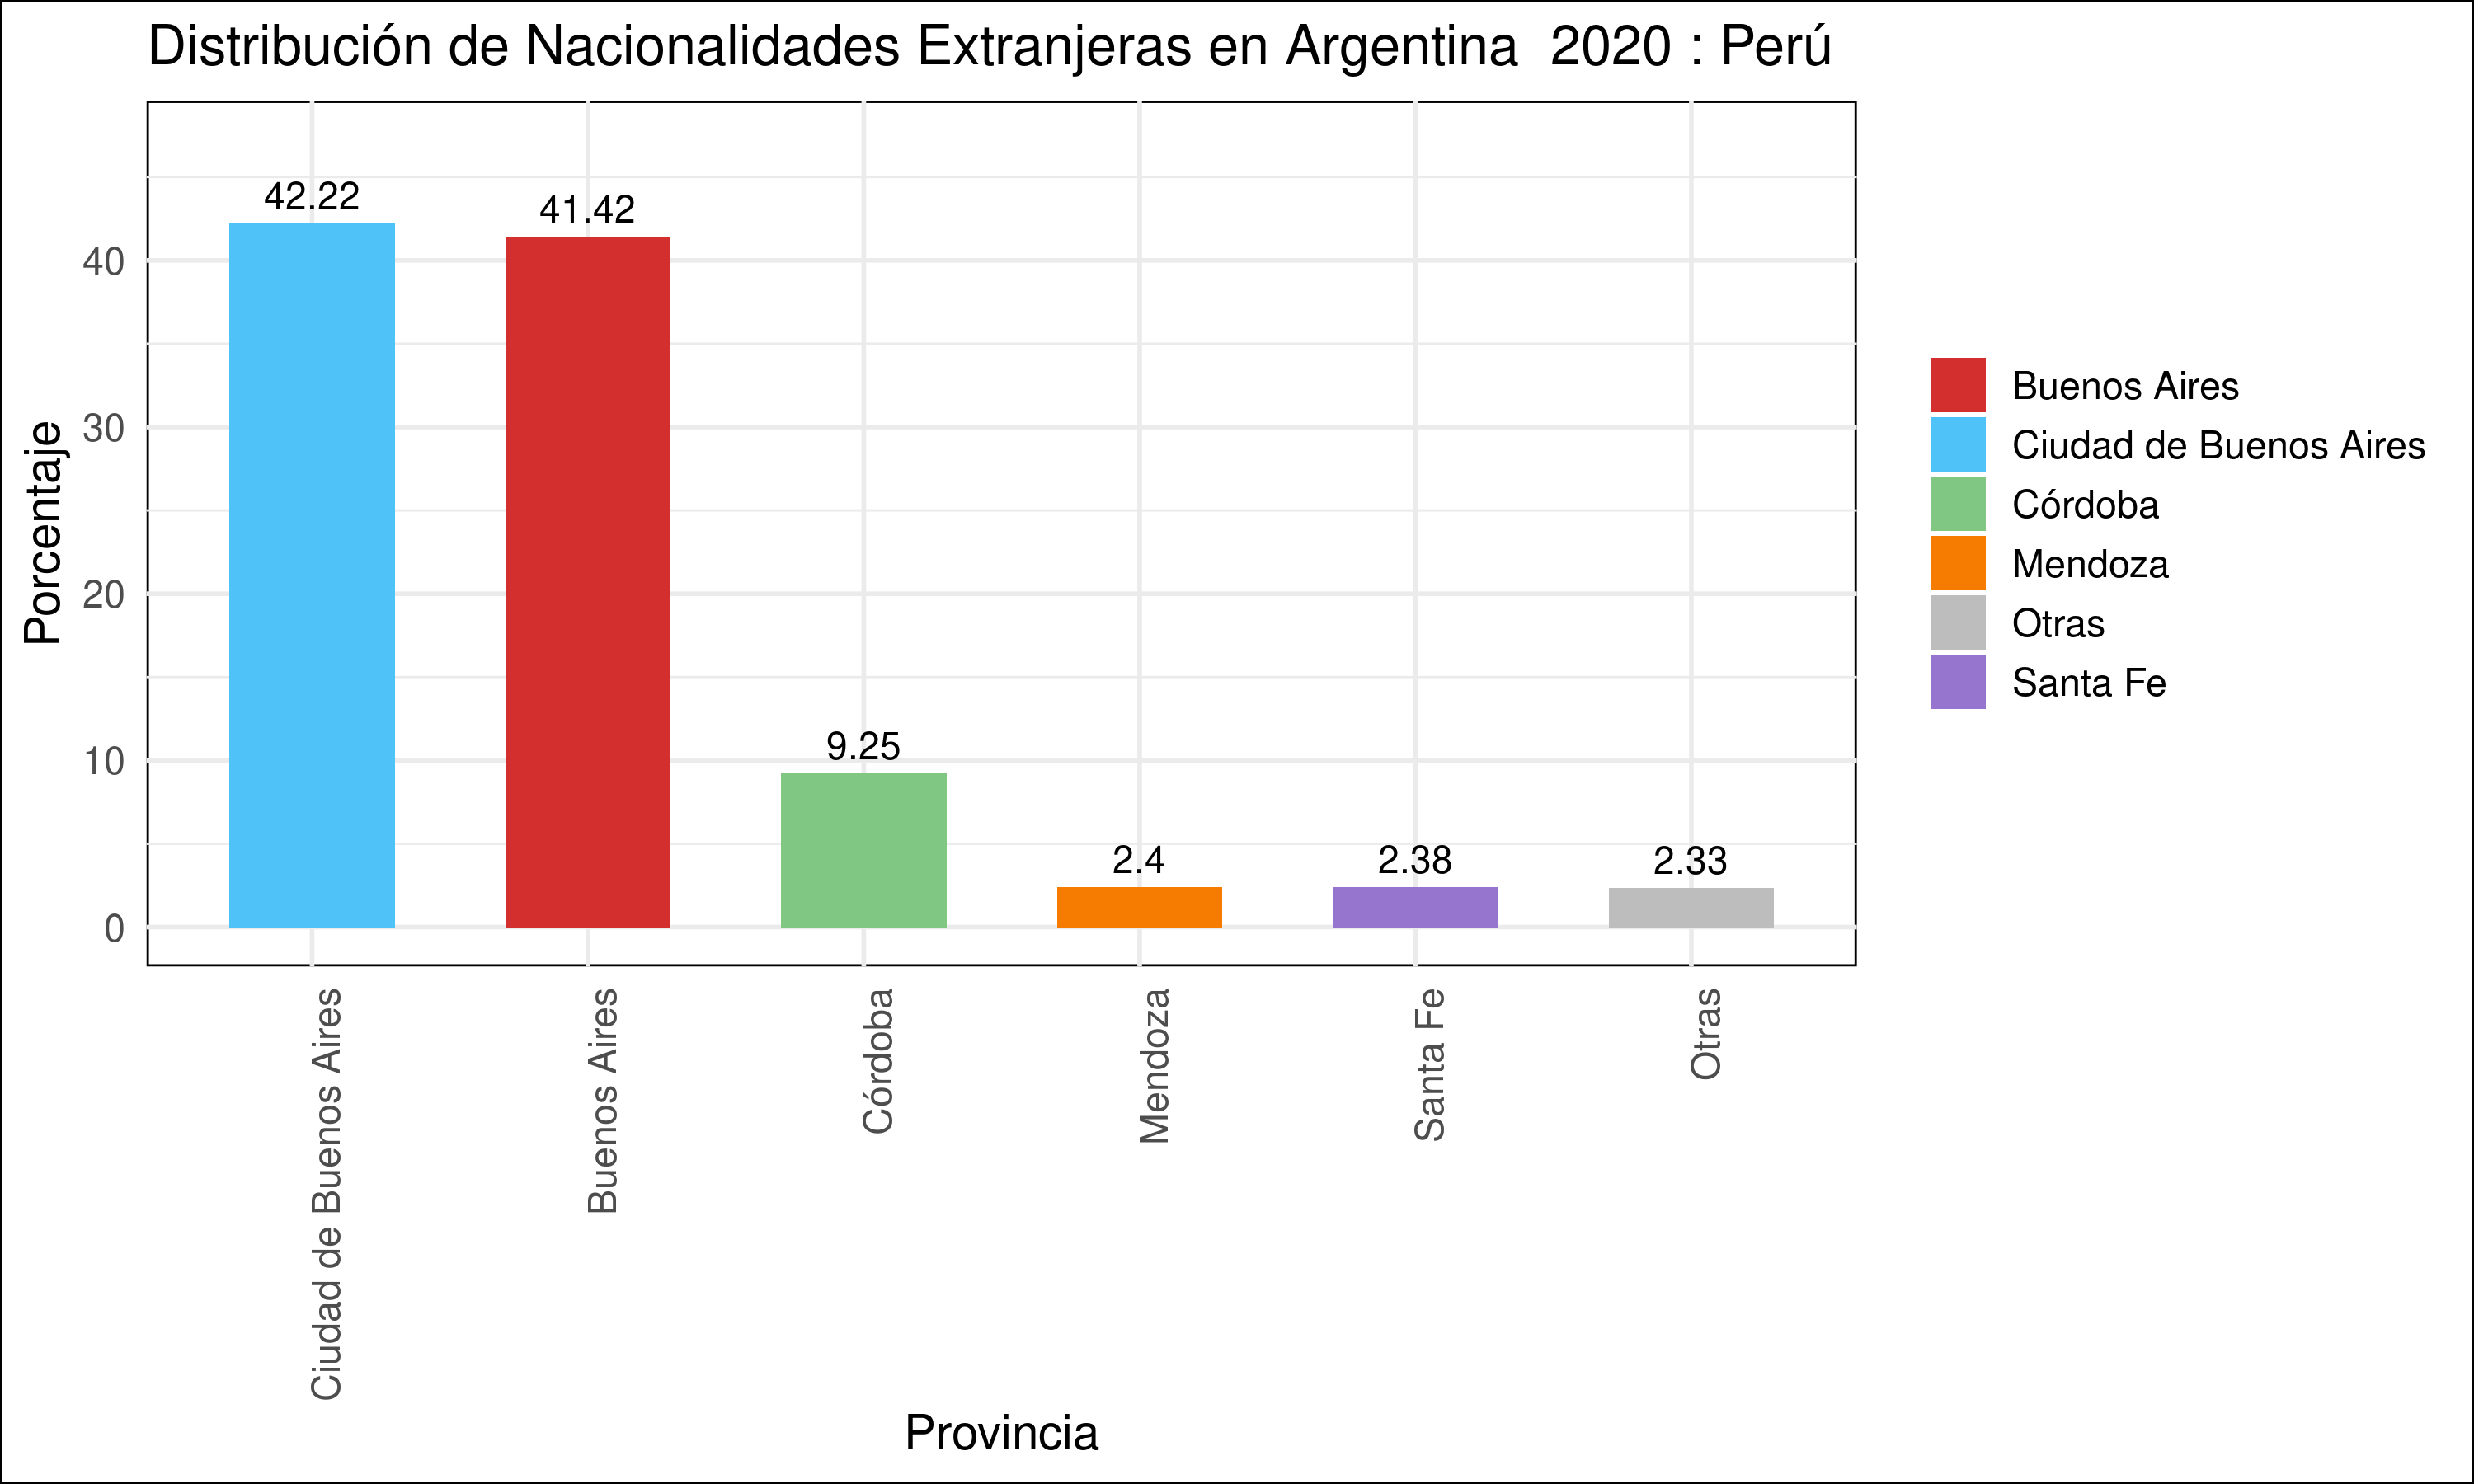 Distribución de Nacionalidades Extranjeras en Argentina  2020 : Perú
Porcentaje
40
30
20
10
0
42.22
41.42
9.25
2.4
2.38
2.33
Ciudad de Buenos Aires
Buenos Aires
Córdoba
Mendoza
Santa Fe
Otras
Provincia
Buenos Aires
Ciudad de Buenos Aires
Córdoba
Mendoza
Otras
Santa Fe